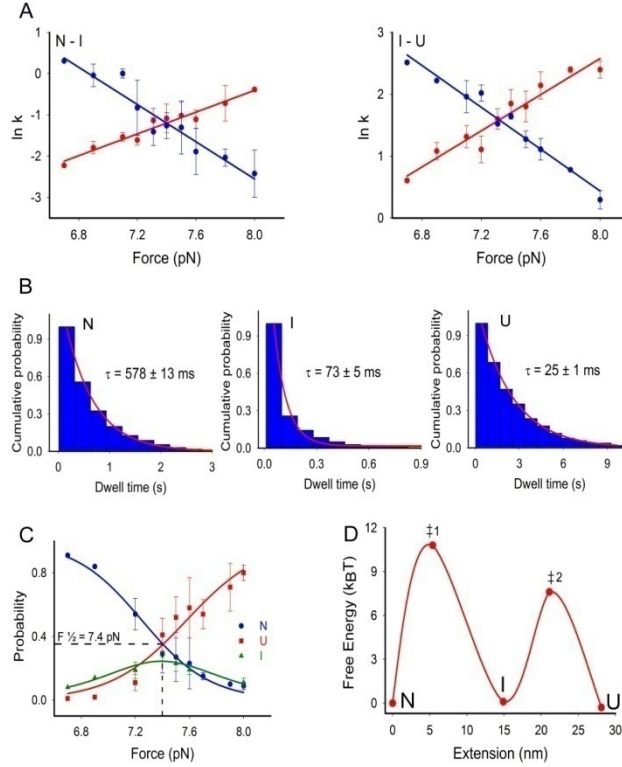 A
N - I
I - U
ln k
1
0
-1
-2
-3
6.8 7.2 7.6 8.0
Force (pN)
ln k
3
2
1
0
6.8 7.2 7.6 8.0
Force (pN)
B
N
Cumulative probability
0.9
0.6
0.3
0.0
τ = 578 ± 13 ms
0 1 2 3
Dwell time (s)
I
Cumulative probability
0.9
0.6
0.3
0.0
τ = 73 ± 5 ms
0.0 0.3 0.6 0.9
Dwell time (s)
U
Cumulative probability
0.9
0.6
0.3
0.0
τ = 25 ± 1 ms
0 3 6 9
Dwell time (s)
C
Probability
0.8
0.4
0.0
F ½ = 7.4 pN
N
U
I
6.8 7.2 7.6 8.0
Force (pN)
D
Free Energy (kBT)
12
9
6
3
0
‡1
‡2
N
I
U
0 5 10 15 20 25 30
Extension (nm)